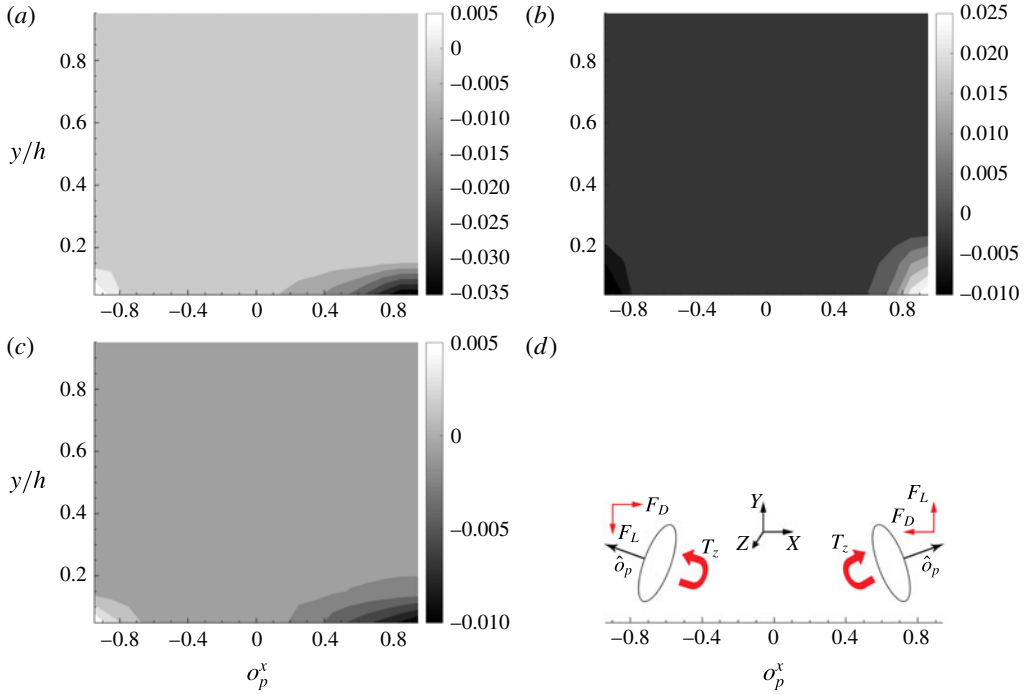 (a)
0.8
0.6
y/h
0.4
0.2
−0.8 −0.4 0 0.4 0.8
0.005
0
−0.005
−0.010
−0.015
−0.020
−0.025
−0.030
−0.035
(b)
0.8
0.6
0.4
0.2
−0.8 −0.4 0 0.4 0.8
0.025
0.020
0.015
0.010
0.005
0
−0.005
−0.010
(c)
0.8
0.6
y/h
0.4
0.2
−0.8 −0.4 0 0.4 0.8
o_p^x
0.005
0
−0.005
−0.010
(d)
F_D
F_L
ô_p
T_z
Y
Z X
F_L
F_D
T_z
ô_p
−0.8 −0.4 0 0.4 0.8
o_p^x